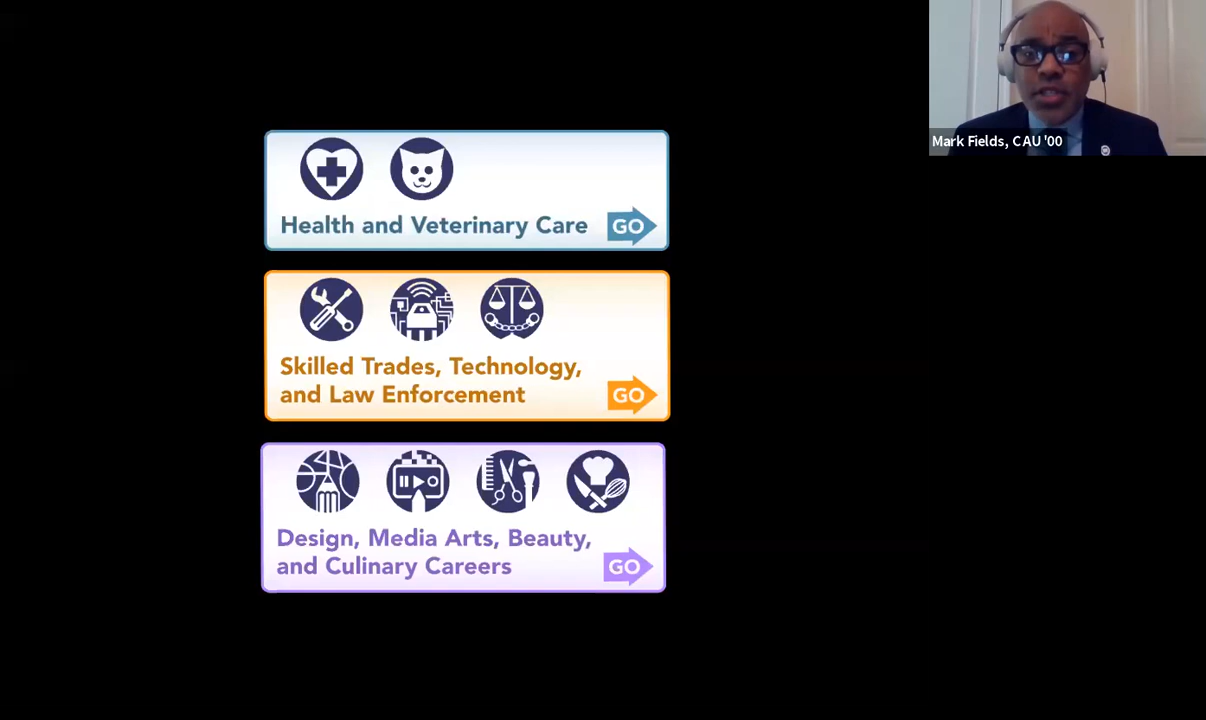 Mark Fields, CAU '00
Health and Veterinary Care
GO
Skilled Trades, Technology,
and Law Enforcement
GO
Design, Media Arts, Beauty,
and Culinary Careers
GO